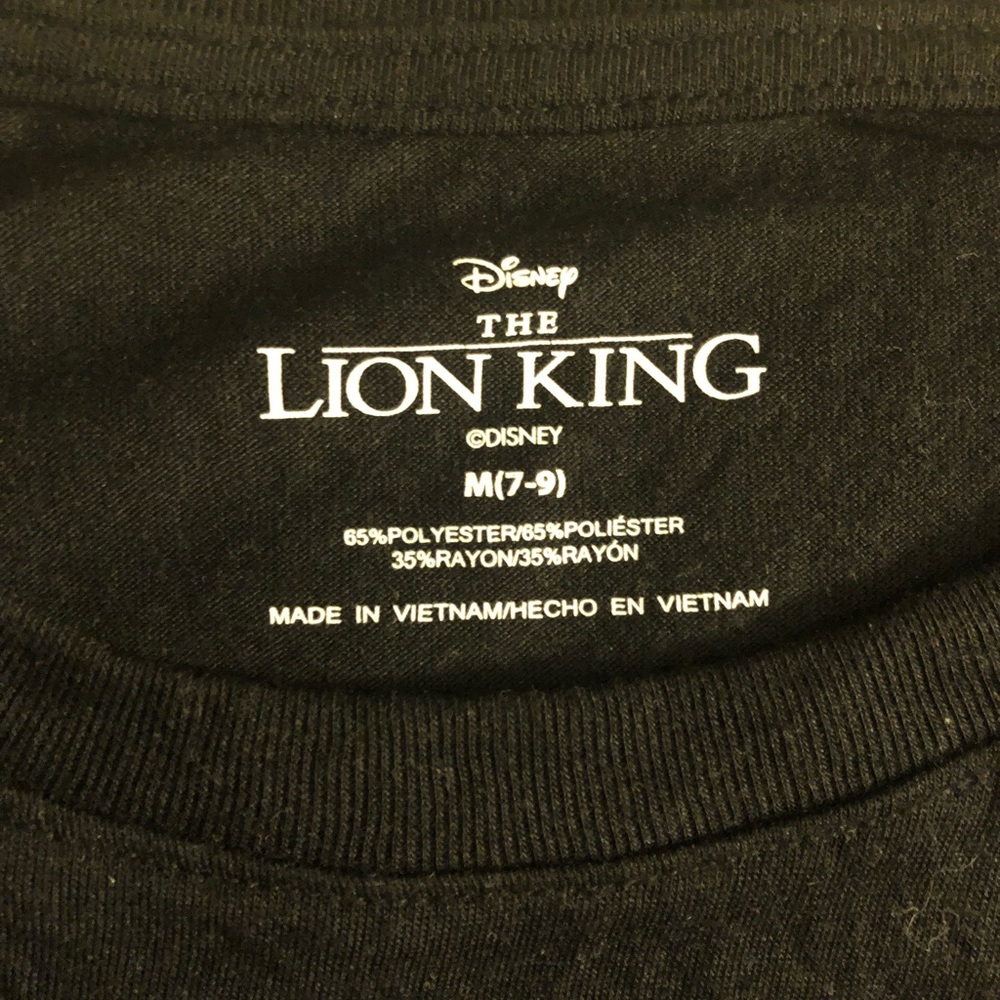 Disney
THE
LION KING
©DISNEY
M(7-9)
65%POLYESTER/65%POLIÉSTER
35%RAYON/35%RAYÓN
MADE IN VIETNAM/HECHO EN VIETNAM